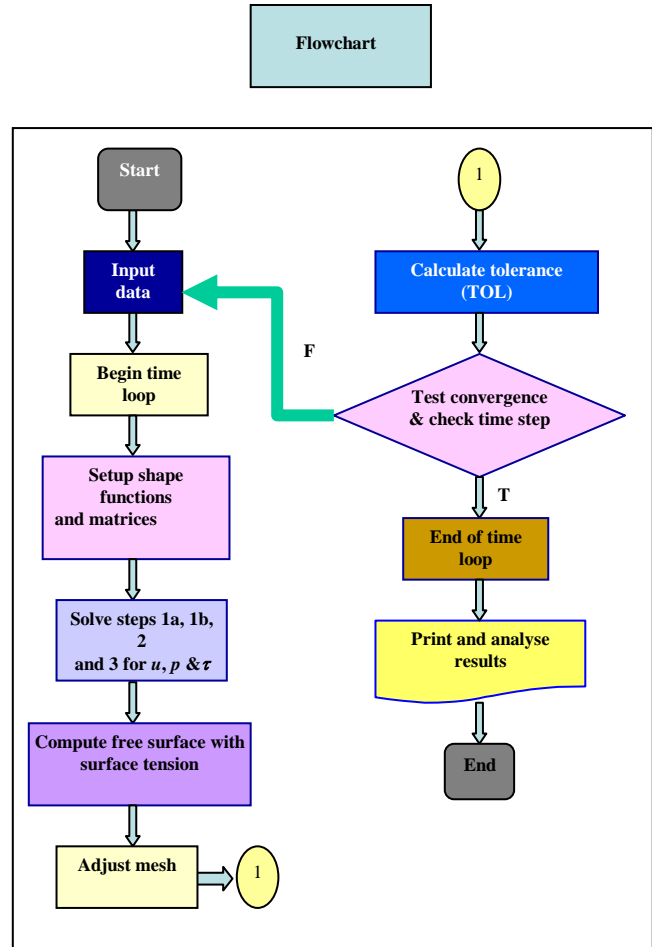 Flowchart
Start
Input
data
Begin time
loop
Setup shape
functions
and matrices
Solve steps 1a, 1b,
2
and 3 for u, p &τ
Compute free surface with
surface tension
Adjust mesh
1
1
Calculate tolerance
(TOL)
Test convergence
& check time step
F
T
End of time
loop
Print and analyse
results
End